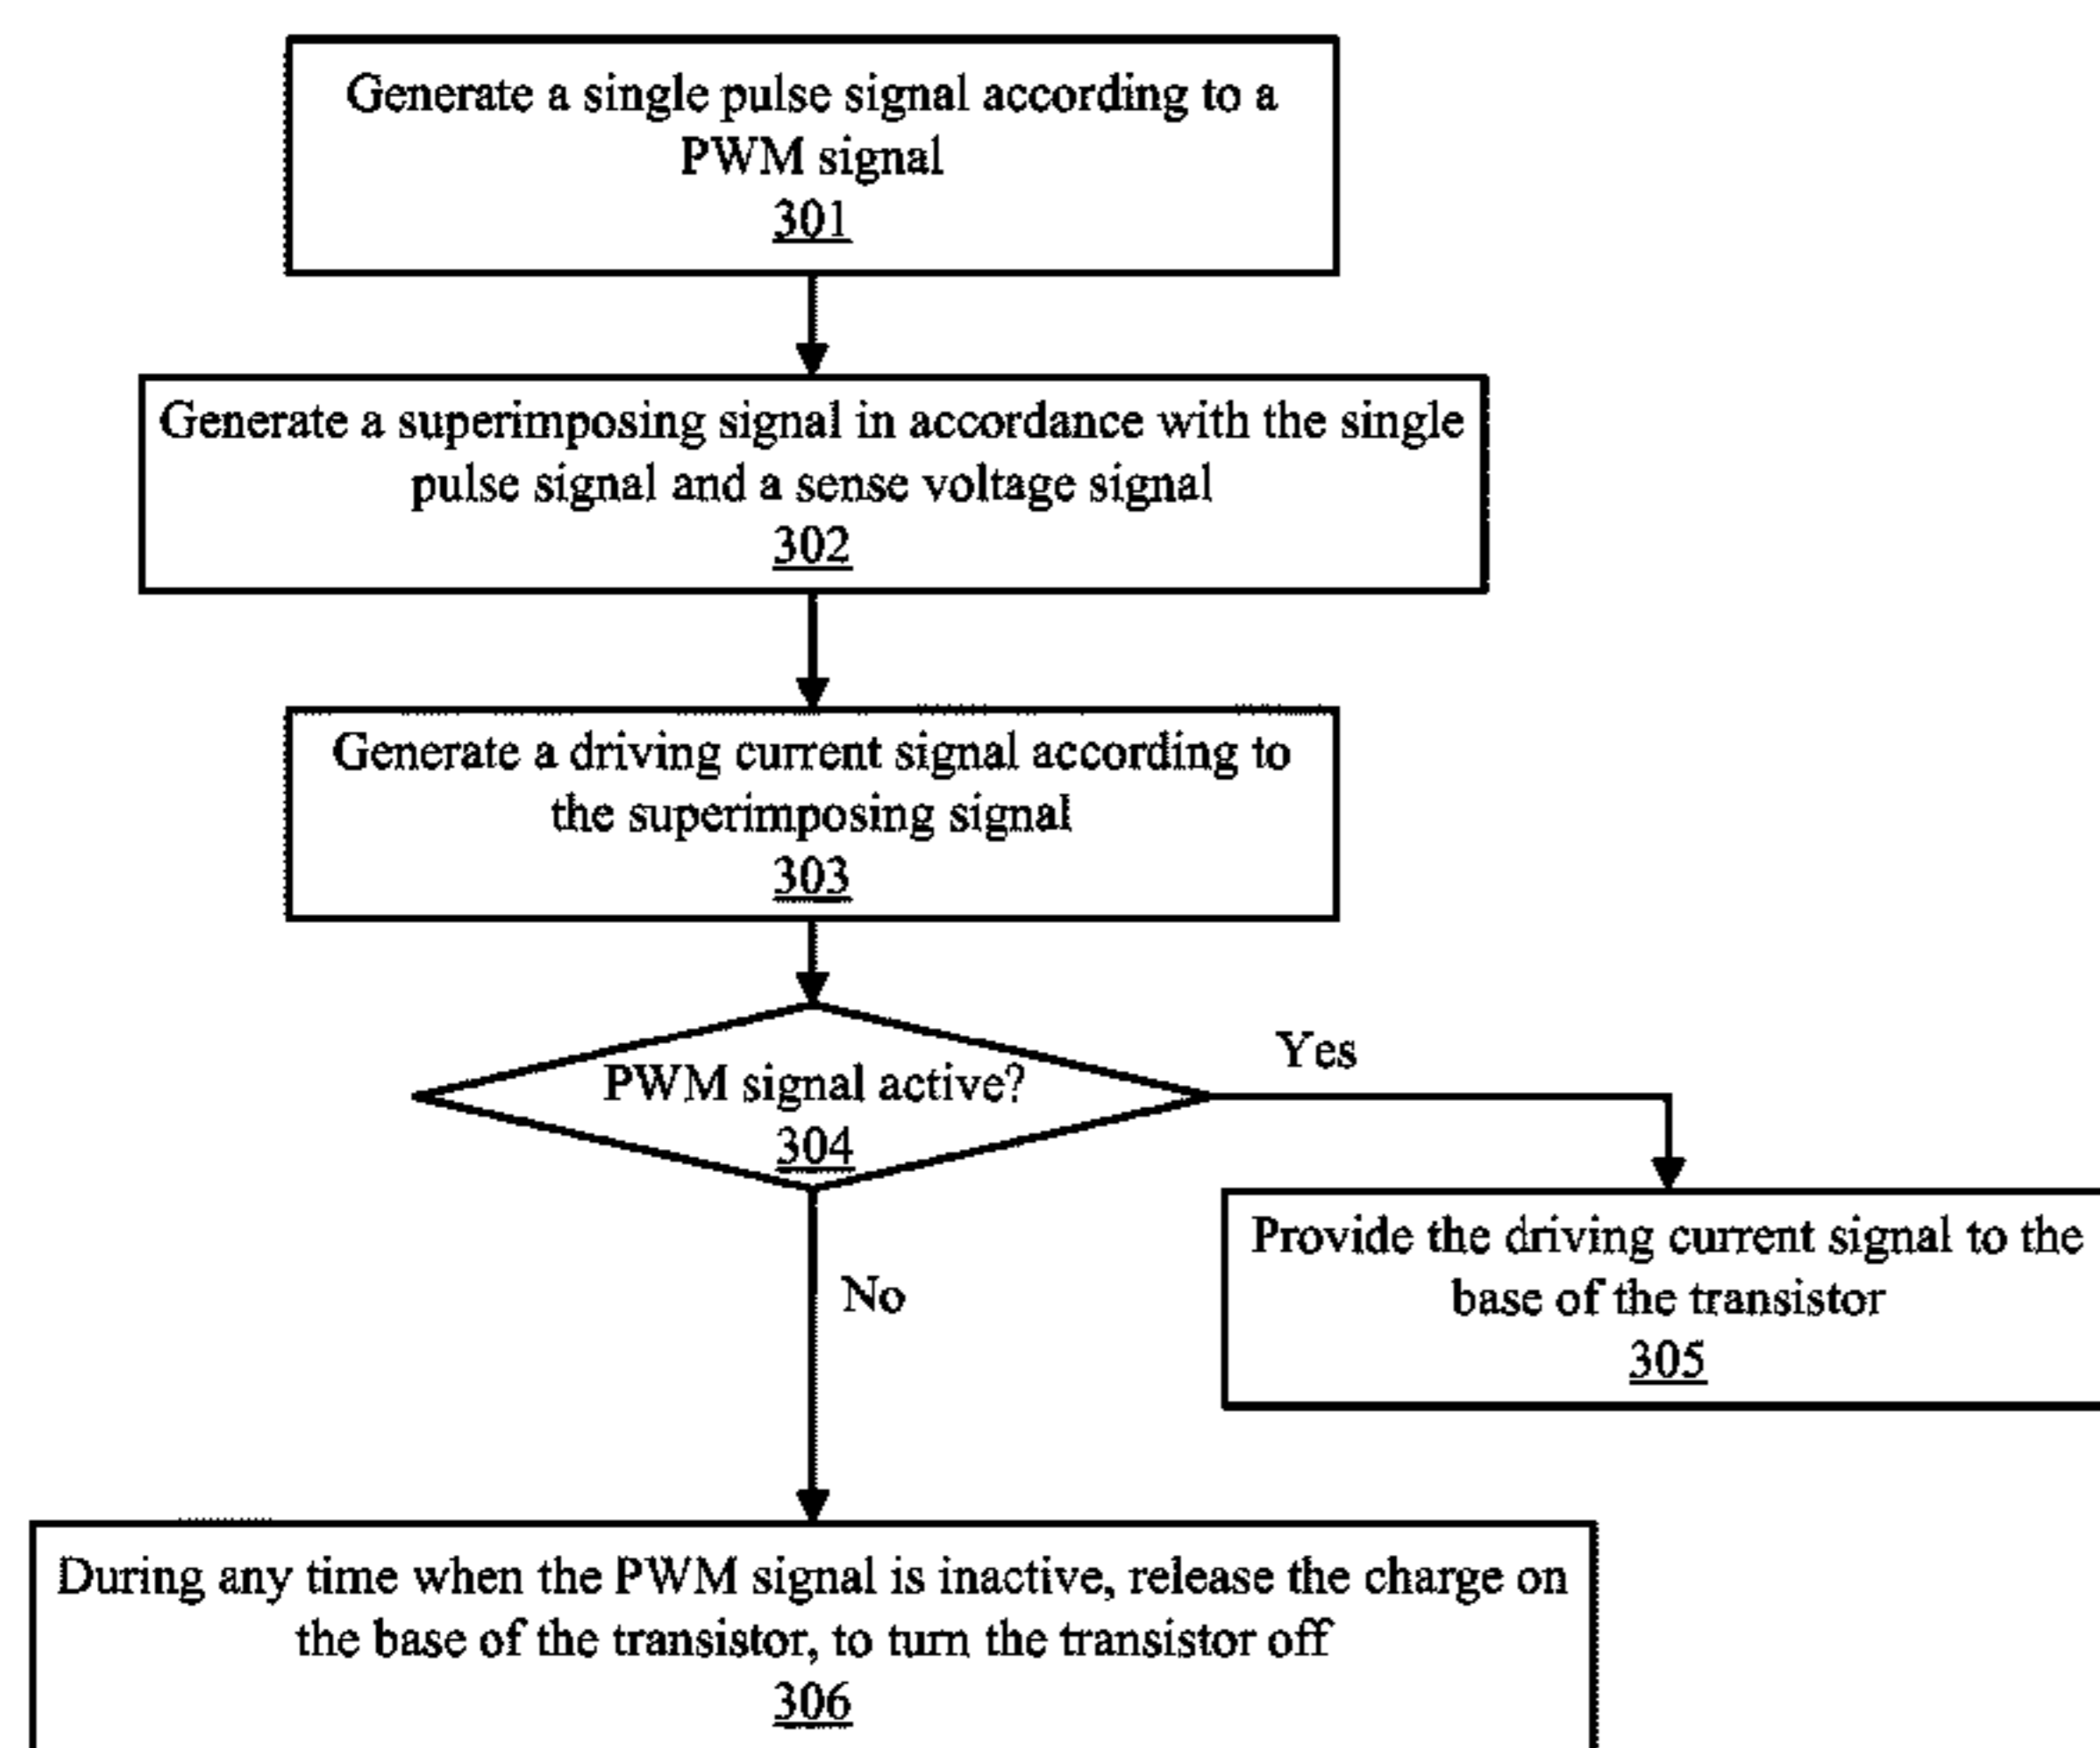 Generate a single pulse signal according to a
PWM signal
301
Generate a superimposing signal in accordance with the single
pulse signal and a sense voltage signal
302
Generate a driving current signal according to
the superimposing signal
303
PWM signal active?
304
Yes
Provide the driving current signal to the
base of the transistor
305
No
During any time when the PWM signal is inactive, release the charge on
the base of the transistor, to turn the transistor off
306